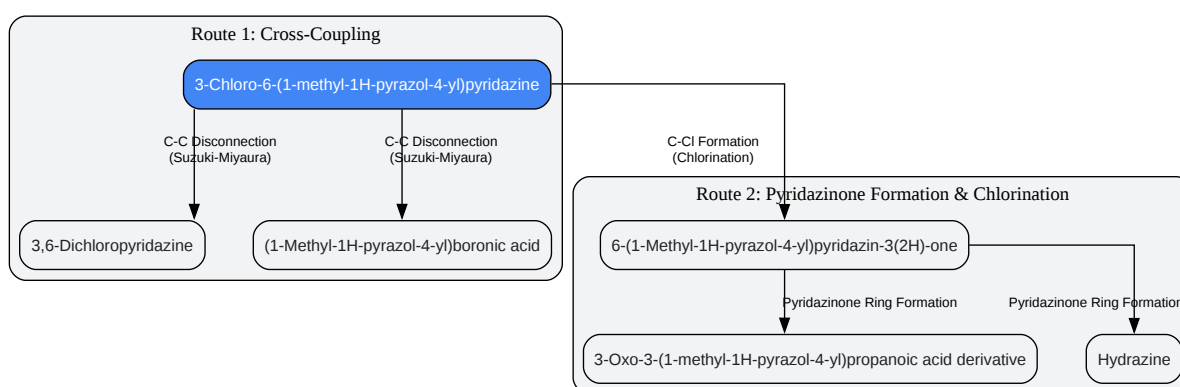 Route 1: Cross-Coupling
3-Chloro-6-(1-methyl-1H-pyrazol-4-yl)pyridazine
C-C Disconnection
(Suzuki-Miyaura)
C-C Disconnection
(Suzuki-Miyaura)
C-Cl Formation
(Chlorination)
Route 2: Pyridazinone Formation & Chlorination
3,6-Dichloropyridazine
(1-Methyl-1H-pyrazol-4-yl)boronic acid
6-(1-Methyl-1H-pyrazol-4-yl)pyridazin-3(2H)-one
Pyridazinone Ring Formation
Pyridazinone Ring Formation
3-Oxo-3-(1-methyl-1H-pyrazol-4-yl)propanoic acid derivative
Hydrazine